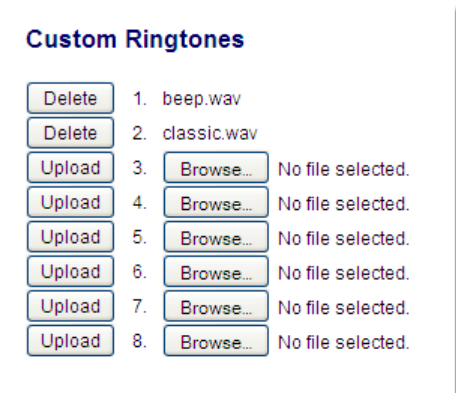 Custom Ringtones
Delete 1. beep.wav
Delete 2. classic.wav
Upload 3. Browse... No file selected.
Upload 4. Browse... No file selected.
Upload 5. Browse... No file selected.
Upload 6. Browse... No file selected.
Upload 7. Browse... No file selected.
Upload 8. Browse... No file selected.